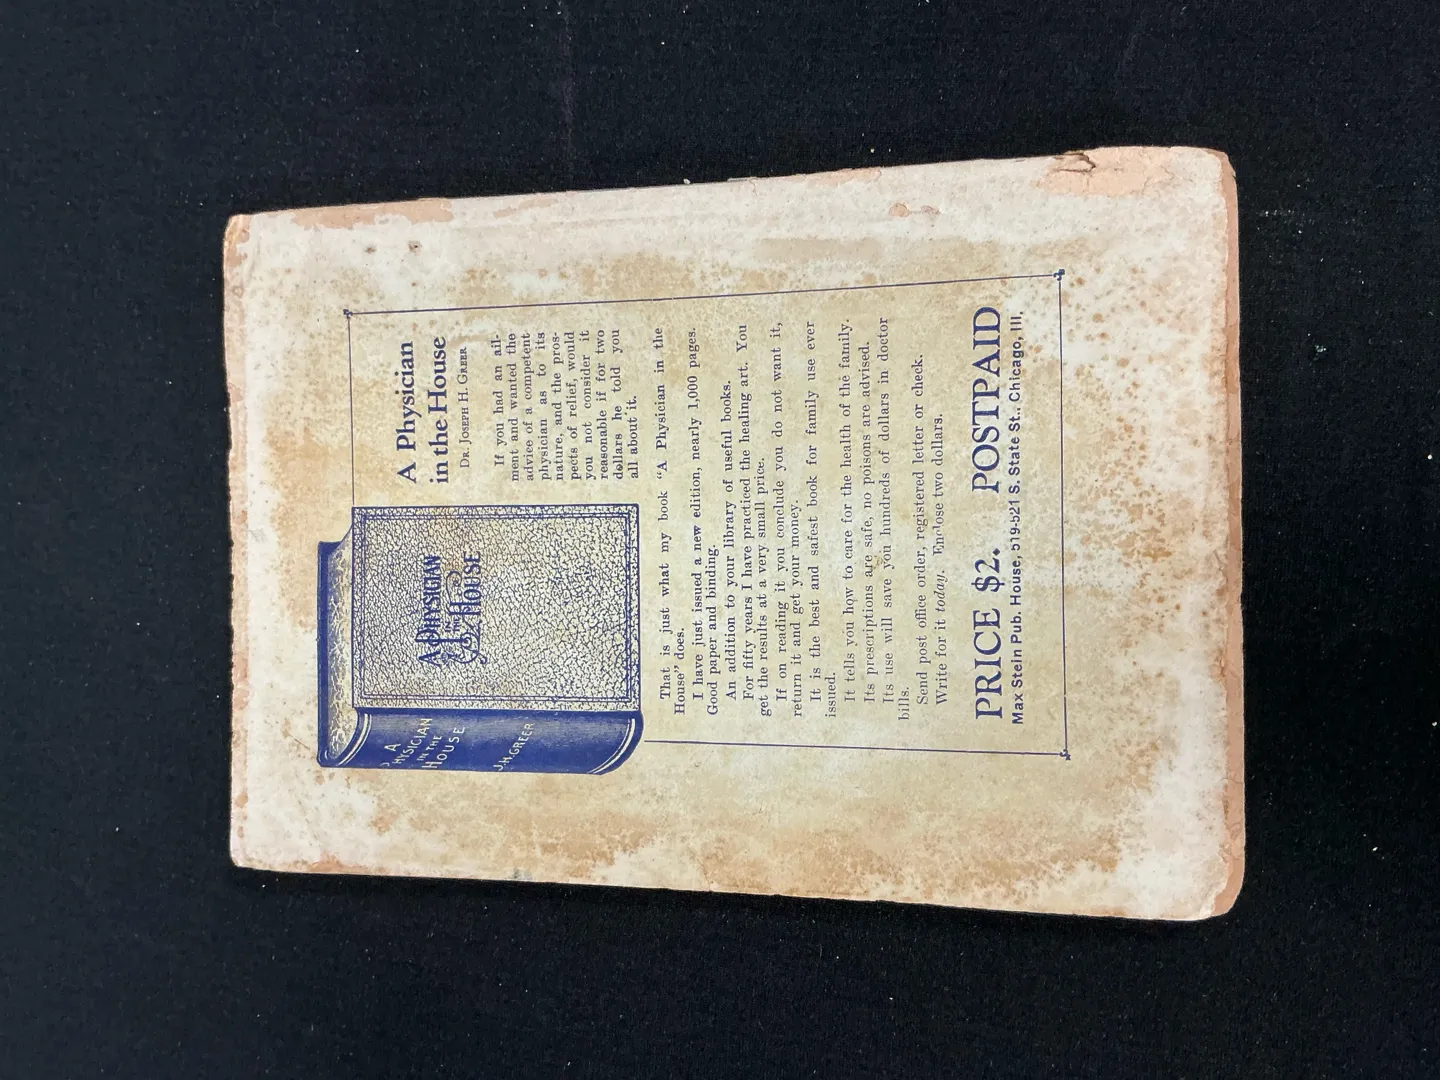 A
HYSICIAN
IN THE
HOUSE
J.H.GREER
A PHYSICIAN
IN THE
HOUSE
A Physician
in the House
DR. JOSEPH H. GREER
If you had an ail-
ment and wanted the
advice of a competent
physician as to its
nature, and the pros-
pects of relief, would
you not consider it
reasonable if for two
dollars he told you
all about it.
That is just what my book "A Physician in the
House" does.
I have just issued a new edition, nearly 1,000 pages.
Good paper and binding.
An addition to your library of useful books.
For fifty years I have practiced the healing art. You
get the results at a very small price.
If on reading it you conclude you do not want it,
return it and get your money.
It is the best and safest book for family use ever
issued.
It tells you how to care for the health of the family.
Its prescriptions are safe, no poisons are advised.
Its use will save you hundreds of dollars in doctor
bills.
Send post office order, registered letter or check.
Write for it today. Enclose two dollars.
PRICE $2. POSTPAID
Max Stein Pub. House, 519-521 S. State St., Chicago, Ill.